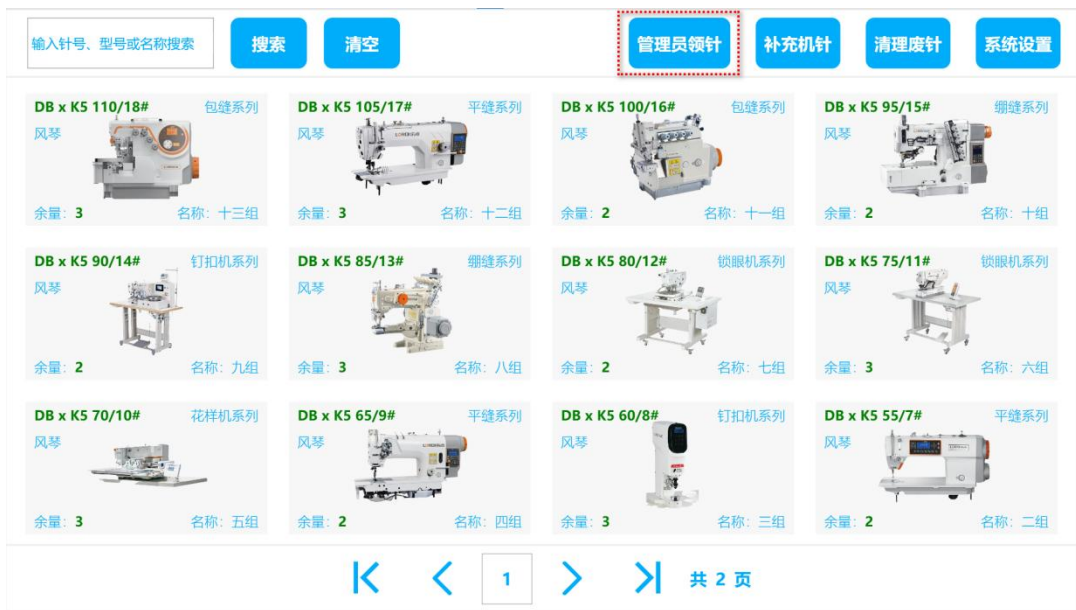 输入针号、型号或名称搜索 搜索 清空 管理员领针 补充机针 清理废针 系统设置
DB x K5 110/18# 包缝系列
风琴
余量: 3 名称: 十三组
DB x K5 105/17# 平缝系列
风琴
余量: 3 名称: 十二组
DB x K5 100/16# 包缝系列
风琴
余量: 2 名称: 十一组
DB x K5 95/15# 绷缝系列
风琴
余量: 2 名称: 十组
DB x K5 90/14# 钉扣机系列
风琴
余量: 2 名称: 九组
DB x K5 85/13# 绷缝系列
风琴
余量: 3 名称: 八组
DB x K5 80/12# 锁眼机系列
风琴
余量: 2 名称: 七组
DB x K5 75/11# 锁眼机系列
风琴
余量: 3 名称: 六组
DB x K5 70/10# 花样机系列
风琴
余量: 3 名称: 五组
DB x K5 65/9# 平缝系列
风琴
余量: 2 名称: 四组
DB x K5 60/8# 钉扣机系列
风琴
余量: 3 名称: 三组
DB x K5 55/7# 平缝系列
风琴
余量: 2 名称: 二组
1 共 2 页